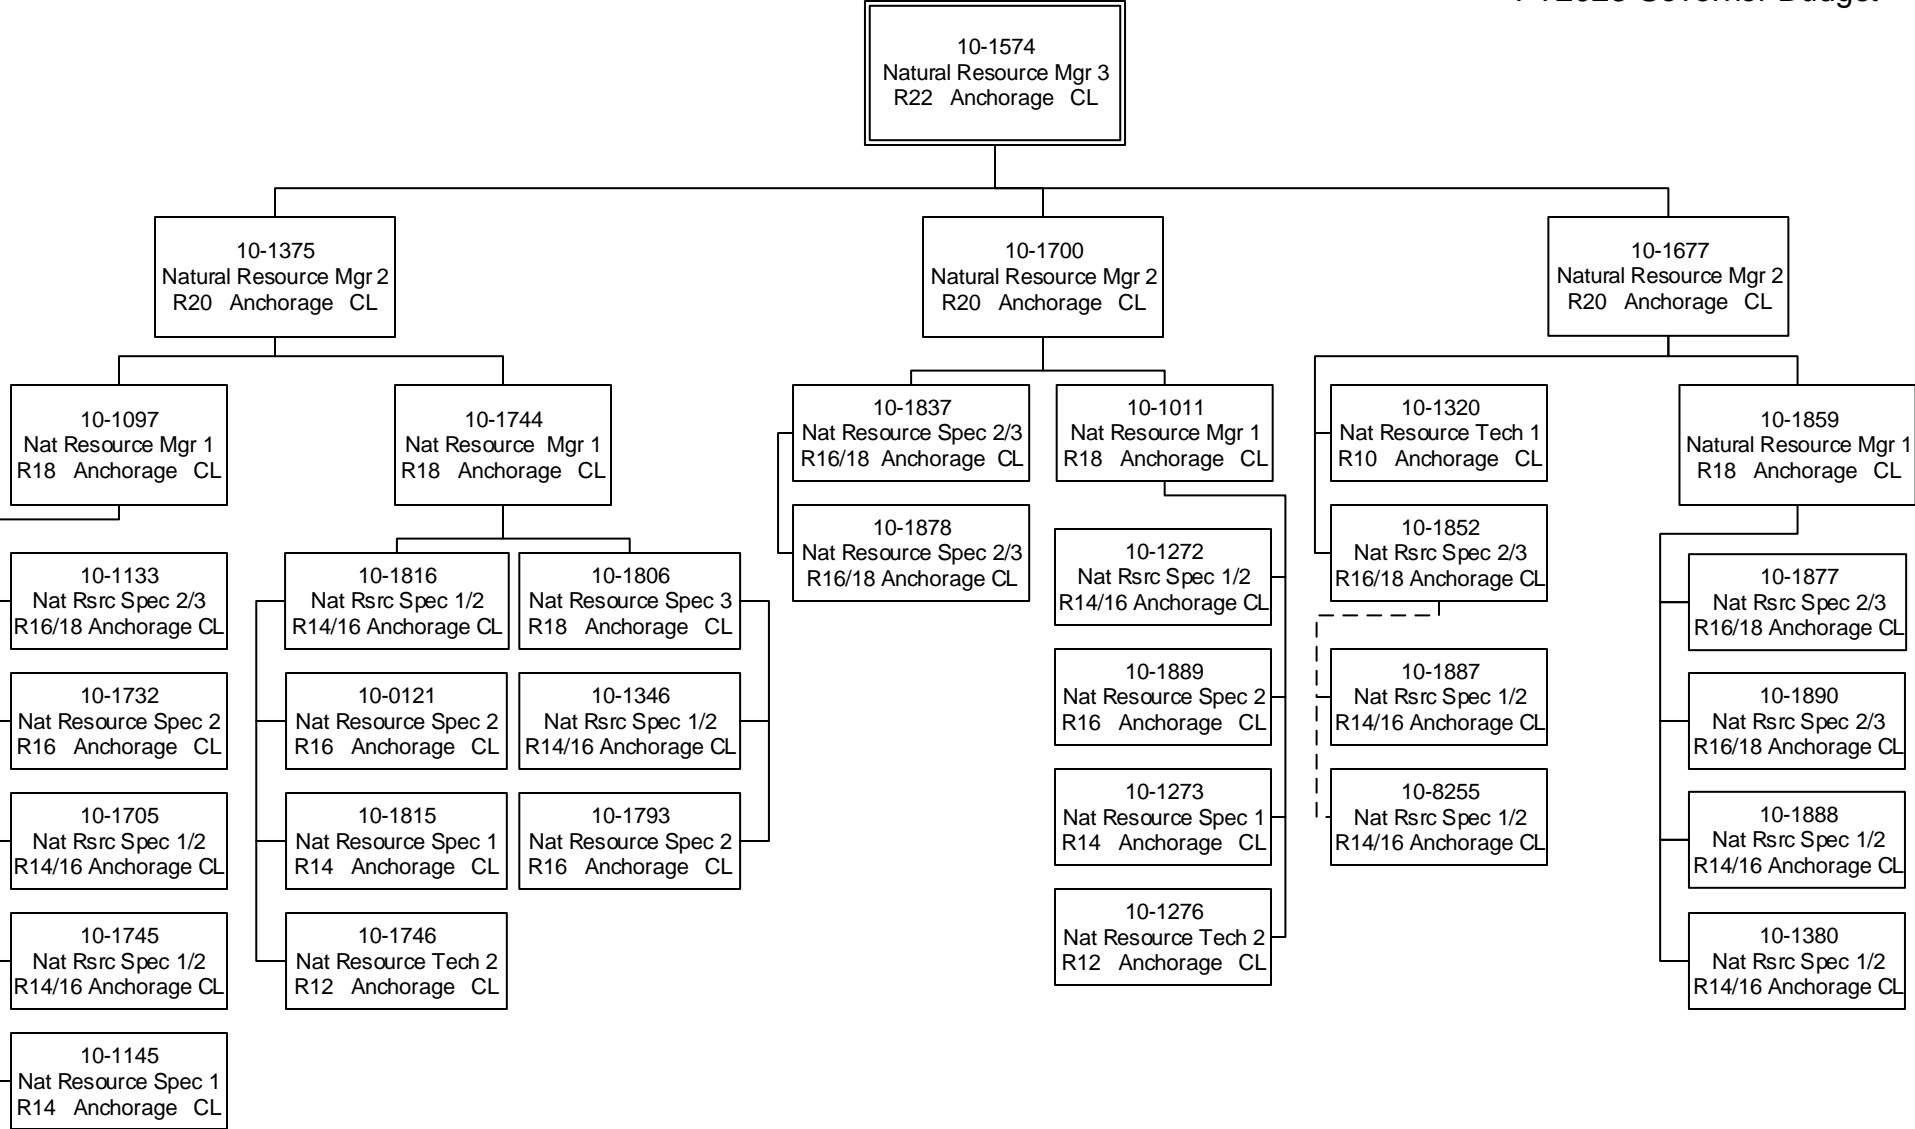 Governor Budget
10-1574
Natural Resource Mgr 3
R22 Anchorage CL
10-1375
Natural Resource Mgr 2
R20 Anchorage CL
10-1700
Natural Resource Mgr 2
R20 Anchorage CL
10-1677
Natural Resource Mgr 2
R20 Anchorage CL
10-1097
Nat Resource Mgr 1
R18 Anchorage CL
10-1744
Nat Resource Mgr 1
R18 Anchorage CL
10-1837
Nat Resource Spec 2/3
R16/18 Anchorage CL
10-1011
Nat Resource Mgr 1
R18 Anchorage CL
10-1320
Nat Resource Tech 1
R10 Anchorage CL
10-1859
Natural Resource Mgr 1
R18 Anchorage CL
10-1133
Nat Rsrc Spec 2/3
R16/18 Anchorage CL
10-1732
Nat Resource Spec 2
R16 Anchorage CL
10-1705
Nat Rsrc Spec 1/2
R14/16 Anchorage CL
10-1745
Nat Rsrc Spec 1/2
R14/16 Anchorage CL
10-1145
Nat Resource Spec 1
R14 Anchorage CL
10-1816
Nat Rsrc Spec 1/2
R14/16 Anchorage CL
10-0121
Nat Resource Spec 2
R16 Anchorage CL
10-1815
Nat Resource Spec 1
R14 Anchorage CL
10-1746
Nat Resource Tech 2
R12 Anchorage CL
10-1806
Nat Resource Spec 3
R18 Anchorage CL
10-1346
Nat Rsrc Spec 1/2
R14/16 Anchorage CL
10-1793
Nat Resource Spec 2
R16 Anchorage CL
10-1878
Nat Resource Spec 2/3
R16/18 Anchorage CL
10-1272
Nat Rsrc Spec 1/2
R14/16 Anchorage CL
10-1889
Nat Resource Spec 2
R16 Anchorage CL
10-1273
Nat Resource Spec 1
R14 Anchorage CL
10-1276
Nat Resource Tech 2
R12 Anchorage CL
10-1852
Nat Rsrc Spec 2/3
R16/18 Anchorage CL
10-1887
Nat Rsrc Spec 1/2
R14/16 Anchorage CL
10-8255
Nat Rsrc Spec 1/2
R14/16 Anchorage CL
10-1877
Nat Rsrc Spec 2/3
R16/18 Anchorage CL
10-1890
Nat Rsrc Spec 2/3
R16/18 Anchorage CL
10-1888
Nat Rsrc Spec 1/2
R14/16 Anchorage CL
10-1380
Nat Rsrc Spec 1/2
R14/16 Anchorage CL